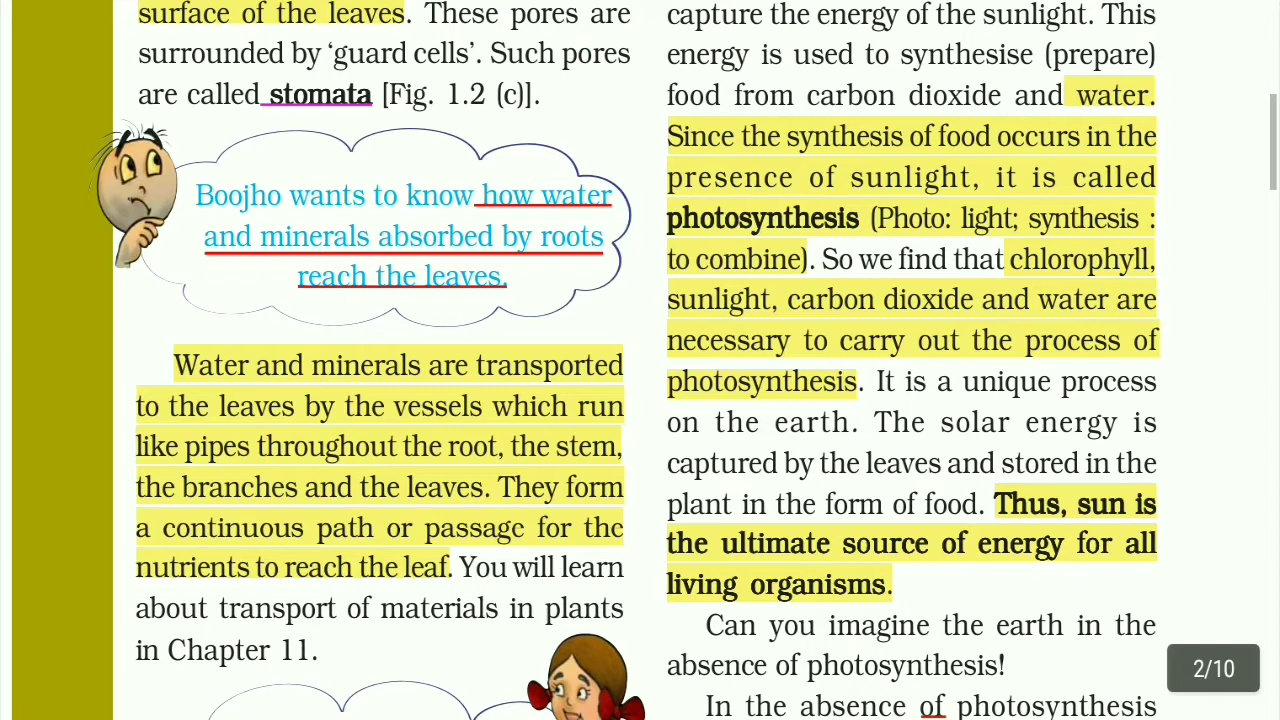 surface of the leaves. These pores are
surrounded by ‘guard cells’. Such pores
are called stomata [Fig. 1.2 (c)].
Boojho wants to know how water
and minerals absorbed by roots
reach the leaves.
Water and minerals are transported
to the leaves by the vessels which run
like pipes throughout the root, the stem,
the branches and the leaves. They form
a continuous path or passage for the
nutrients to reach the leaf. You will learn
about transport of materials in plants
in Chapter 11.
capture the energy of the sunlight. This
energy is used to synthesise (prepare)
food from carbon dioxide and water.
Since the synthesis of food occurs in the
presence of sunlight, it is called
photosynthesis (Photo: light; synthesis :
to combine). So we find that chlorophyll,
sunlight, carbon dioxide and water are
necessary to carry out the process of
photosynthesis. It is a unique process
on the earth. The solar energy is
captured by the leaves and stored in the
plant in the form of food. Thus, sun is
the ultimate source of energy for all
living organisms.
Can you imagine the earth in the
absence of photosynthesis!
In the absence of photosynthesis
2/10